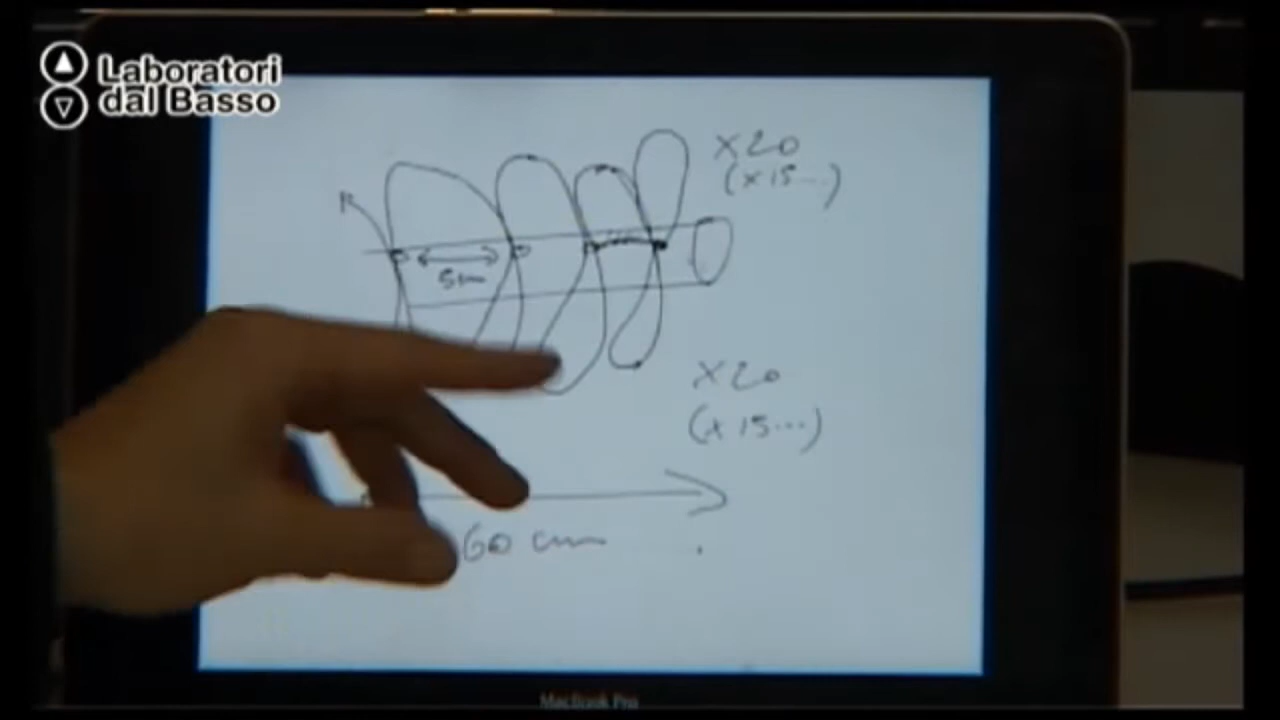 Laboratori
dal Basso
x20
(x15...)
5cm
x20
(x15...)
60 cm
MacBook Pro